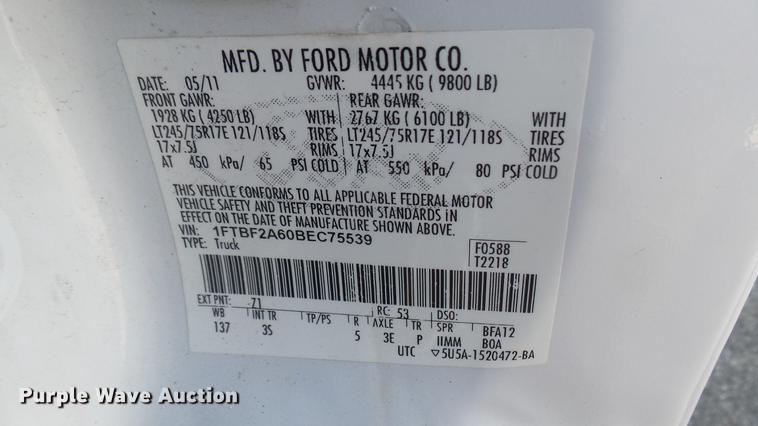 MFD. BY FORD MOTOR CO.
DATE: 05/11 GVWR: 4445 KG ( 9800 LB)
FRONT GAWR: REAR GAWR:
1928 KG ( 4250 LB) WITH 2767 KG ( 6100 LB) WITH
LT245/75R17E 121/118S TIRES LT245/75R17E 121/118S TIRES
17x7.5J RIMS 17x7.5J RIMS
AT 450 kPa/ 65 PSI COLD AT 550 kPa/ 80 PSI COLD
THIS VEHICLE CONFORMS TO ALL APPLICABLE FEDERAL MOTOR
VEHICLE SAFETY AND THEFT PREVENTION STANDARDS IN
EFFECT ON THE DATE OF MANUFACTURE SHOWN ABOVE.
VIN: 1FTBF2A60BEC75539
TYPE: Truck
F0588
T2218
EXT PNT: Z1 RC: 53 DSO:
WB INT TR TP/PS R AXLE TR SPR BFA12
137 3S 5 3E P IIMM BOA
UTC ▽5U5A-1520472-BA
Purple Wave Auction